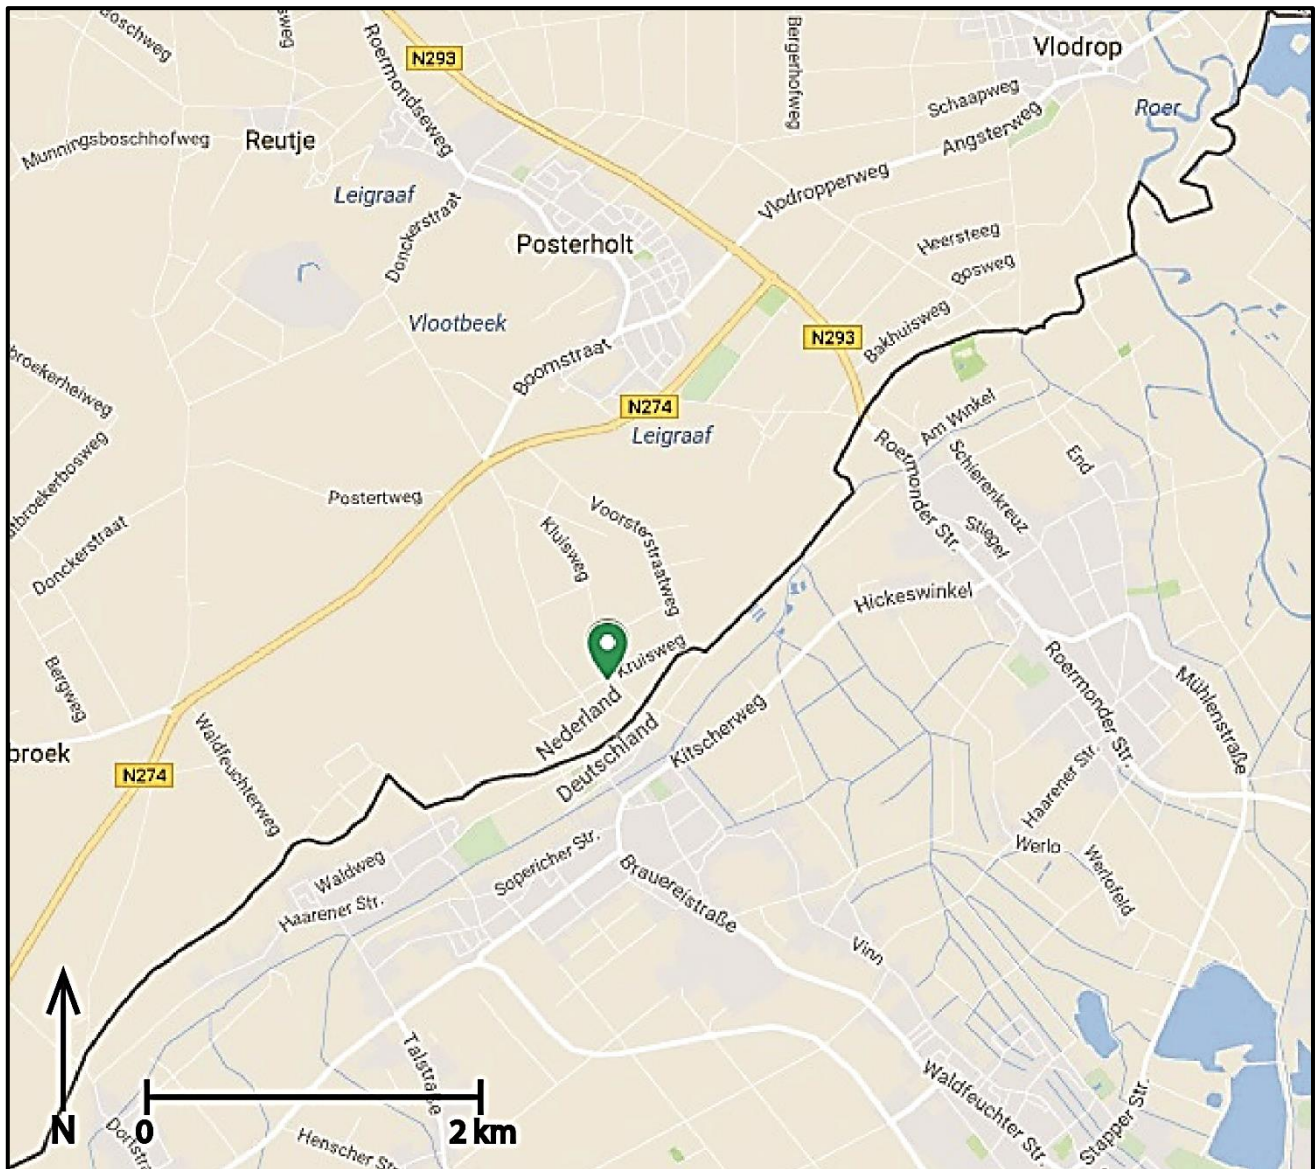 Boschweg
N293
Roermondseweg
Bergerhofweg
Vlodrop
Schaapweg
Roer
Angsterweg
Munningsboschhofweg
Reutje
Leigraaf
Donckerstraat
Vlodropperweg
Posterholt
Heersteeg
Bosweg
Vlootbeek
Bakhuisweg
N293
Boomstraat
broekerheiweg
N274
Leigraaf
Am Winkel
Roermonder Str.
Schierenkreuz
End
Stiegel
Postertweg
Voorsterstraatweg
Kluisweg
Donckerstraat
Hickeswinkel
Kruisweg
Bergweg
Nederland
Deutschland
Kitscherweg
Roermonder Str.
Mühlenstraße
broek
N274
Waldfeuchterweg
Haarener Str.
Werlo
Werlofeld
Waldweg
Sopericher Str.
Haarener Str.
Brauereistraße
Vinn
Talstraße
Waldfeuchter Str.
Stapper Str.
N
0
2 km
Henscher St